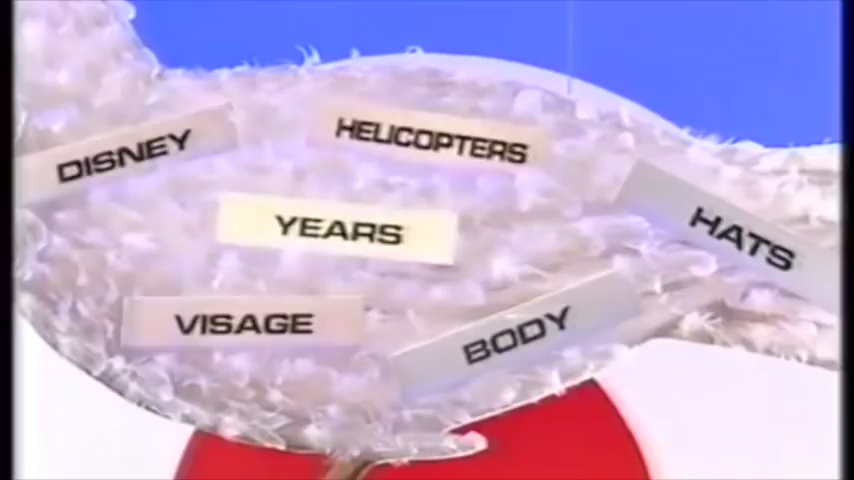 DISNEY
HELICOPTERS
YEARS
HATS
VISAGE
BODY